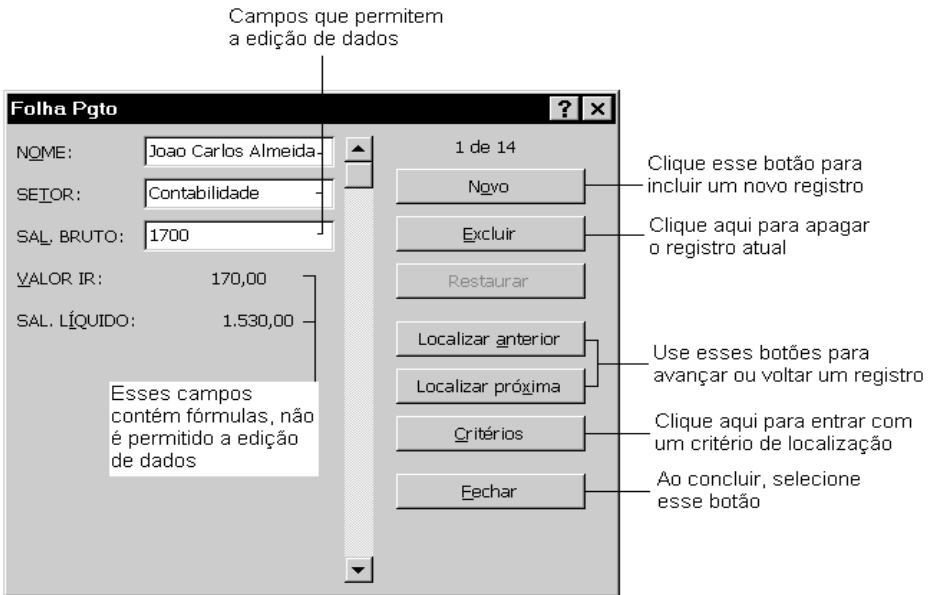 Campos que permitem
a edição de dados
Folha Pgto
NOME: Joao Carlos Almeida
SETOR: Contabilidade
SAL. BRUTO: 1700
VALOR IR: 170,00
SAL. LÍQUIDO: 1.530,00
Esses campos
contém fórmulas, não
é permitido a edição
de dados
1 de 14
Novo
Excluir
Restaurar
Localizar anterior
Localizar próxima
Critérios
Fechar
Clique esse botão para
incluir um novo registro
Clique aqui para apagar
o registro atual
Use esses botões para
avançar ou voltar um registro
Clique aqui para entrar com
um critério de localização
Ao concluir, selecione
esse botão